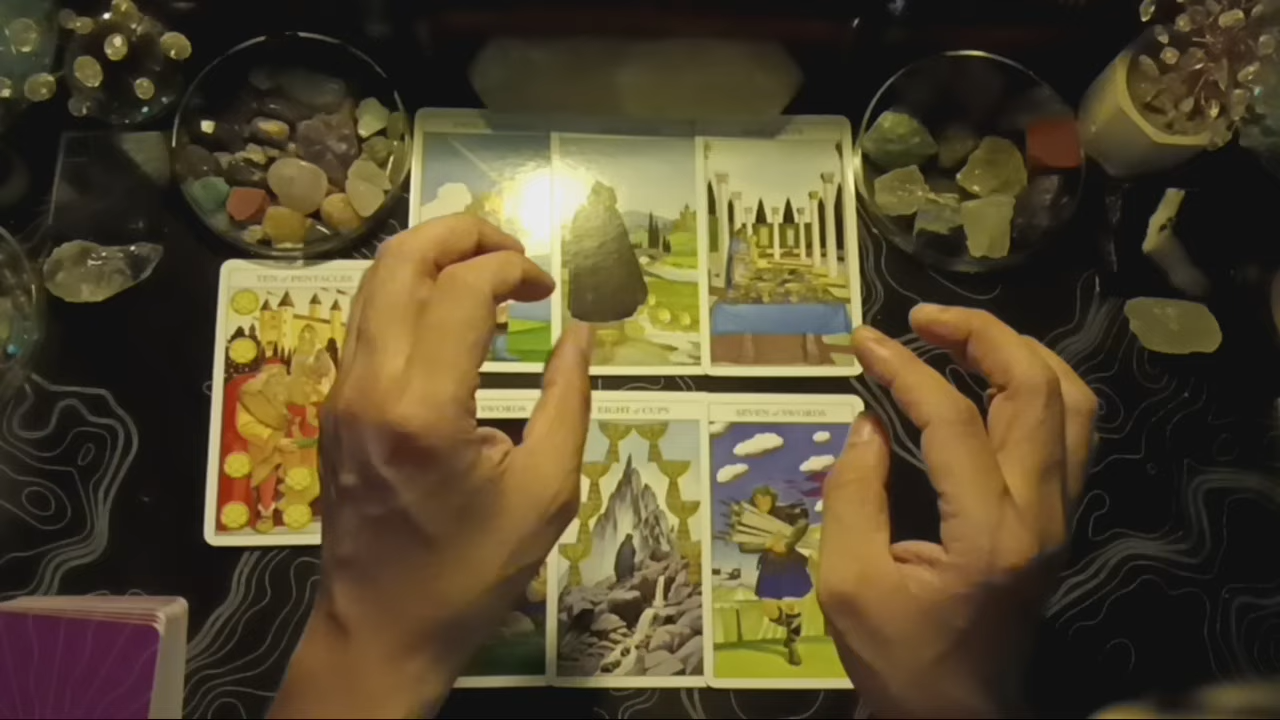 TEN of PENTACLES
SWORDS
EIGHT of CUPS
SEVEN of SWORDS